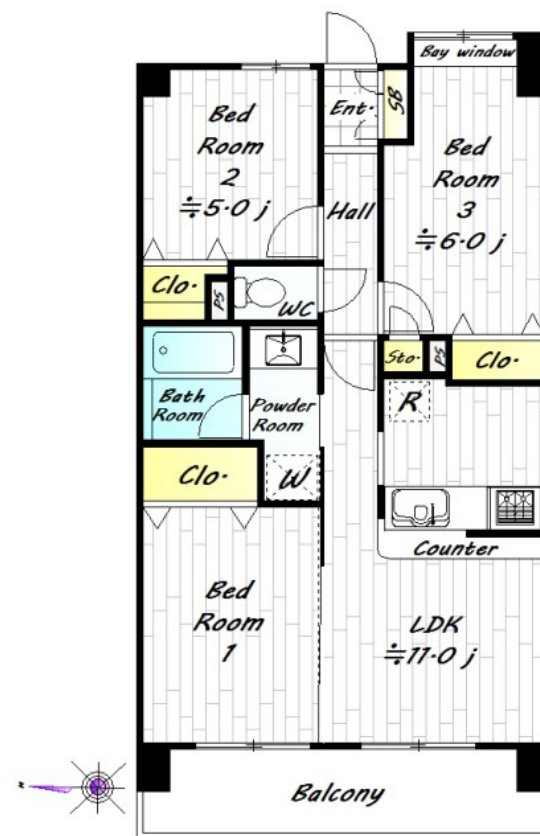 Bay window
Ent.
SB
Bed
Room
2
≒5.0 j
Bed
Room
3
≒6.0 j
Hall
Clo.
PS
WC
Sto.
PS
Clo.
Bath
Room
Powder
Room
R
Clo.
W
Counter
Bed
Room
1
LDK
≒11.0 j
Balcony